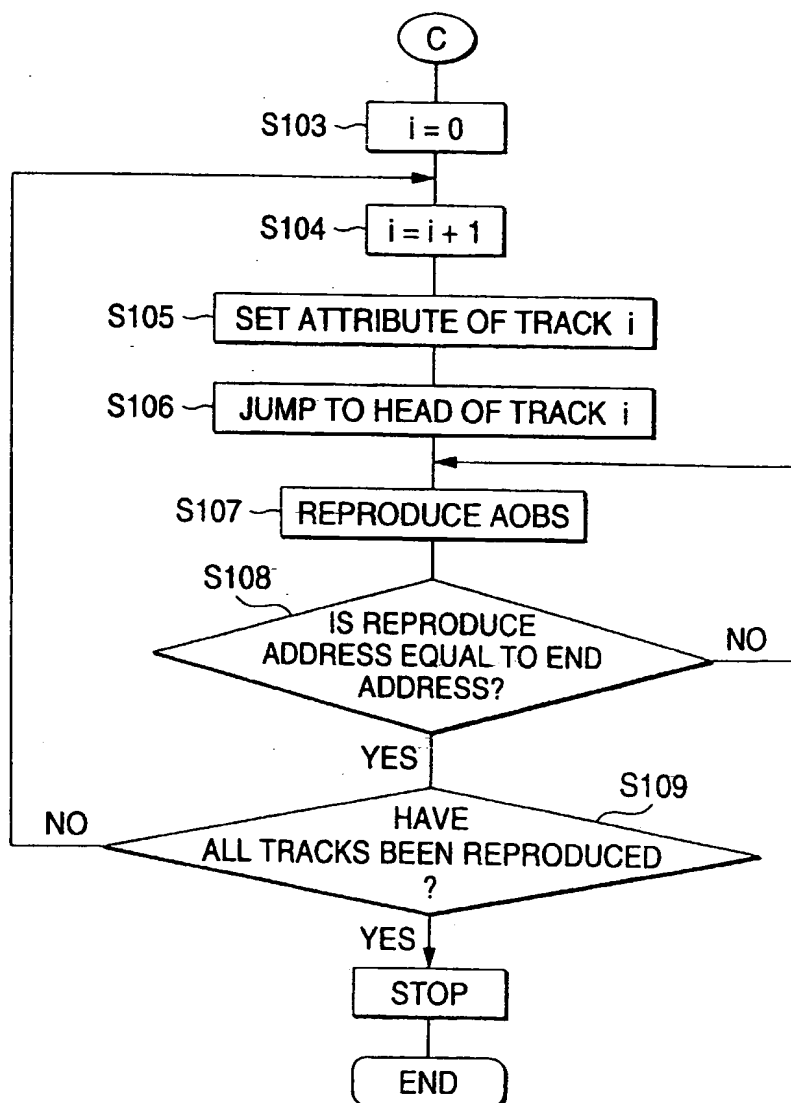 C
S103
i = 0
S104
i = i + 1
S105
SET ATTRIBUTE OF TRACK i
S106
JUMP TO HEAD OF TRACK i
S107
REPRODUCE AOBS
S108
IS REPRODUCE
ADDRESS EQUAL TO END
ADDRESS?
NO
YES
S109
HAVE
ALL TRACKS BEEN REPRODUCED
?
NO
YES
STOP
END